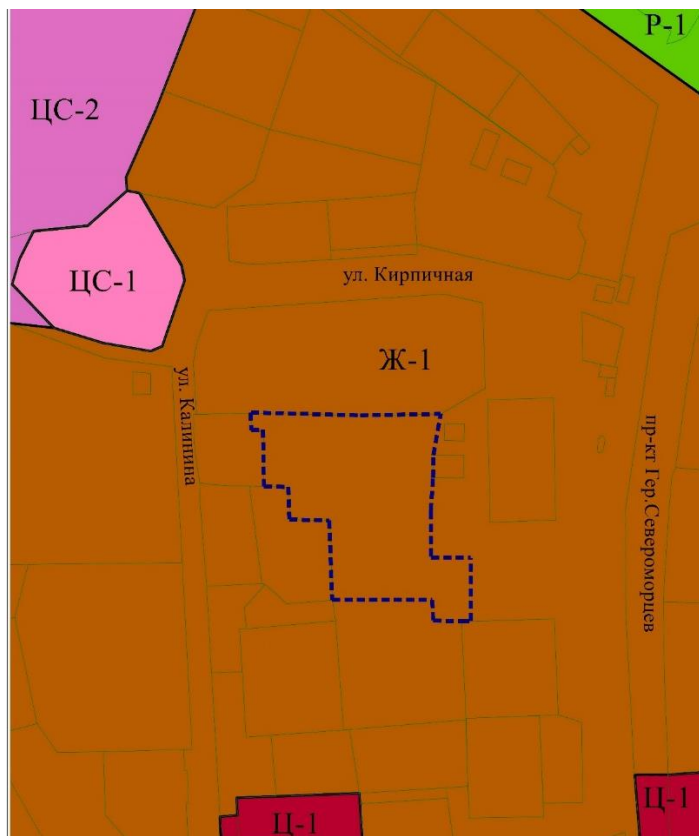 Р-1
ЦС-2
ул. Кирпичная
ЦС-1
Ж-1
ул. Калинина
пр-кт Гер.Североморцев
Ц-1
Ц-1